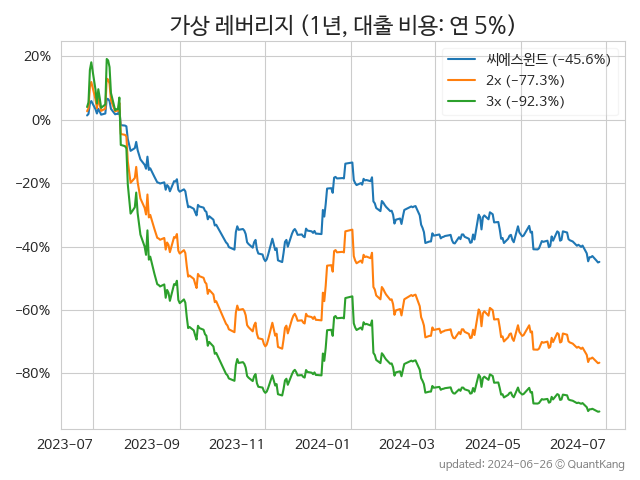 가상 레버리지 (1년, 대출 비용: 연 5%)
씨에스윈드 (−45.6%)
2x (−77.3%)
3x (−92.3%)
20%
0%
−20%
−40%
−60%
−80%
2023-07 2023-09 2023-11 2024-01 2024-03 2024-05 2024-07
updated: 2024-06-26 © QuantKang